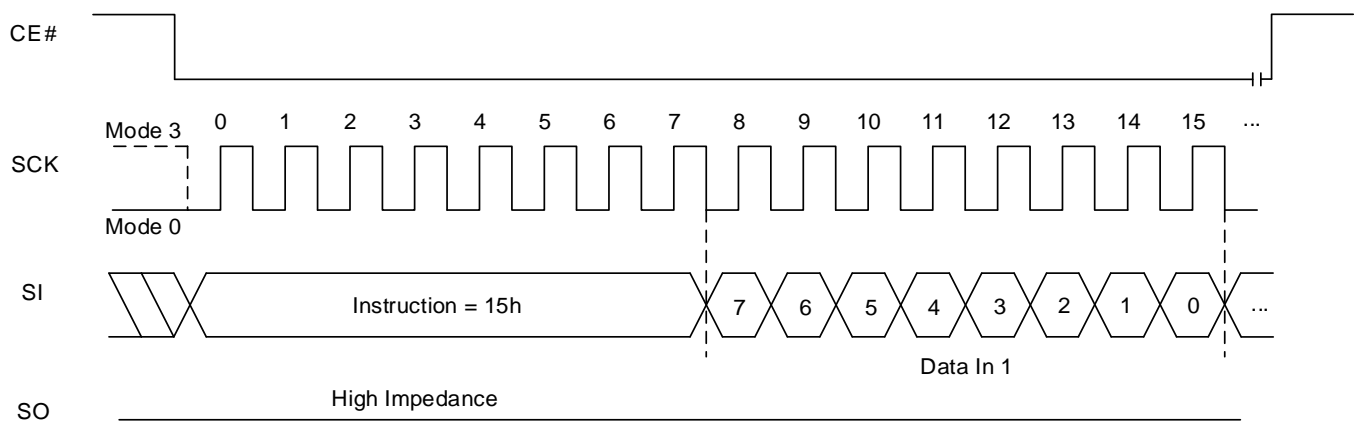 CE#
Mode 3 0 1 2 3 4 5 6 7 8 9 10 11 12 13 14 15 ...
SCK
Mode 0
SI Instruction = 15h 7 6 5 4 3 2 1 0 ...
Data In 1
High Impedance
SO